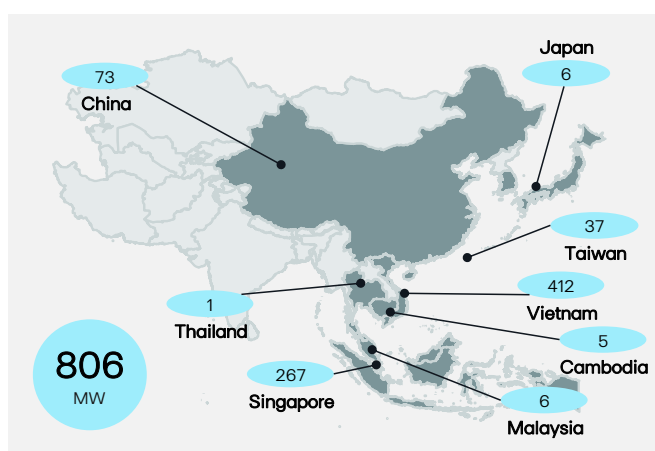 Japan
6
73
China
37
Taiwan
412
Vietnam
1
Thailand
5
Cambodia
806
MW
267
Singapore
6
Malaysia